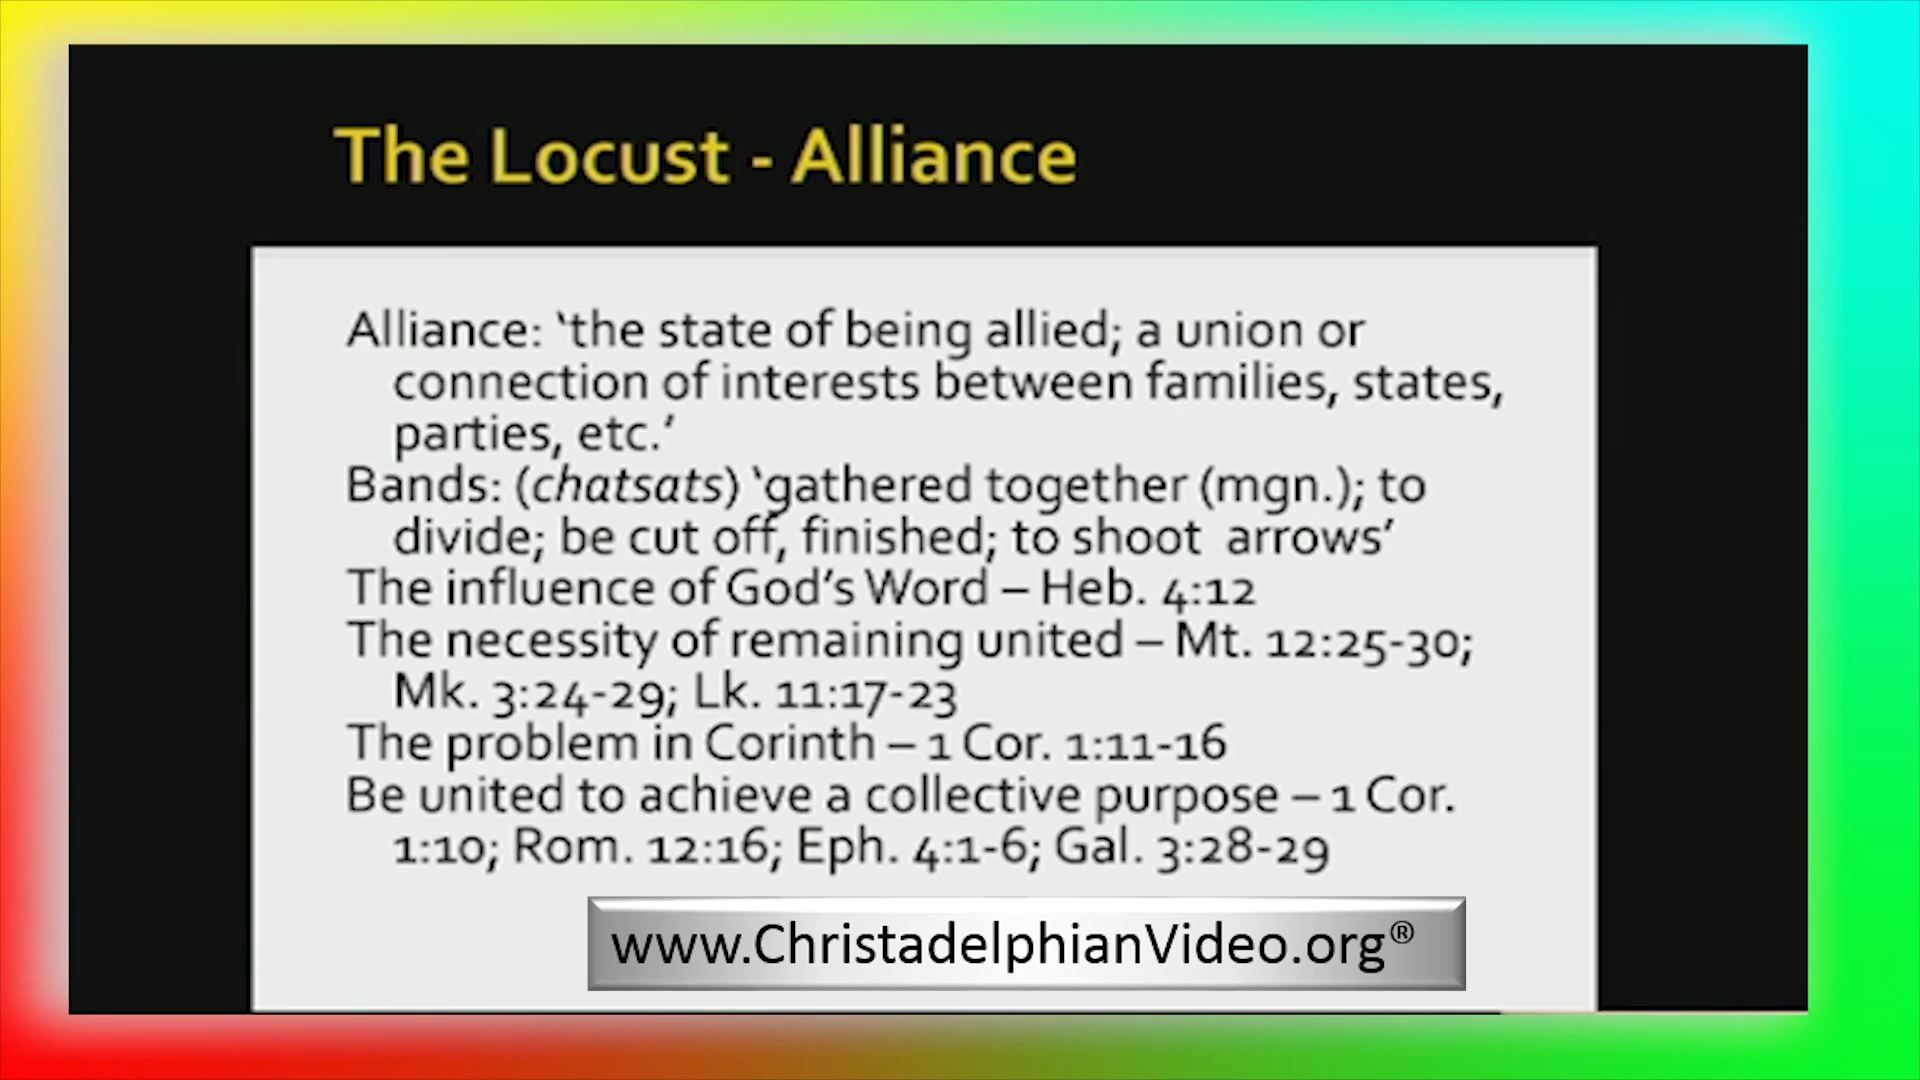 The Locust - Alliance
Alliance: ‘the state of being allied; a union or
connection of interests between families, states,
parties, etc.’
Bands: (chatsats) ‘gathered together (mgn.); to
divide; be cut off, finished; to shoot arrows’
The influence of God’s Word – Heb. 4:12
The necessity of remaining united – Mt. 12:25-30;
Mk. 3:24-29; Lk. 11:17-23
The problem in Corinth – 1 Cor. 1:11-16
Be united to achieve a collective purpose – 1 Cor.
1:10; Rom. 12:16; Eph. 4:1-6; Gal. 3:28-29
www.ChristadelphianVideo.org®